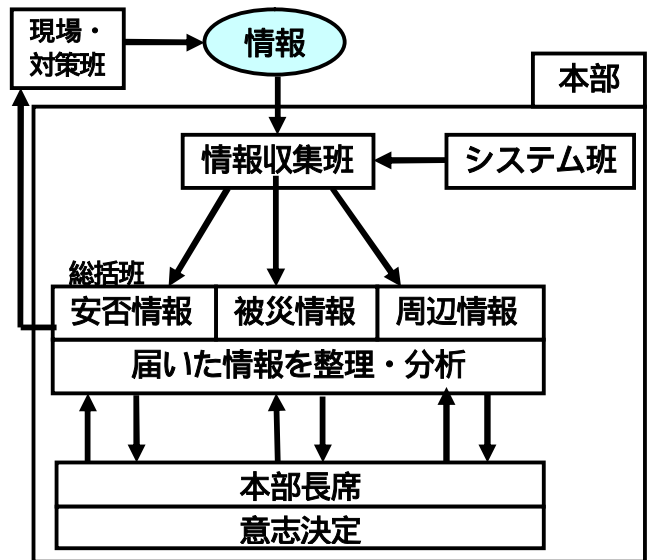 現場・
対策班
情報
本部
情報収集班
システム班
総括班
安否情報
被災情報
周辺情報
届いた情報を整理・分析
本部長席
意志決定